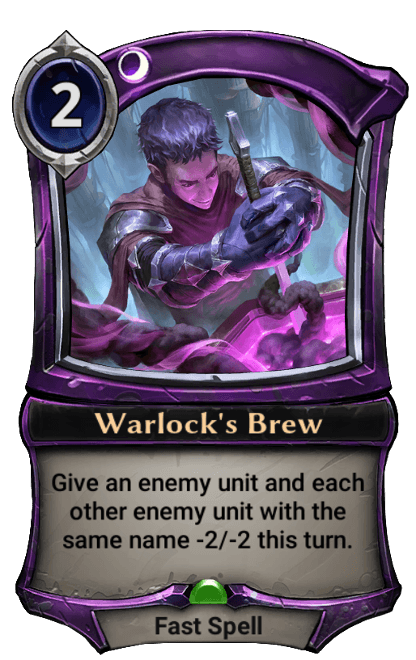 2
Warlock's Brew
Give an enemy unit and each
other enemy unit with the
same name -2/-2 this turn.
Fast Spell